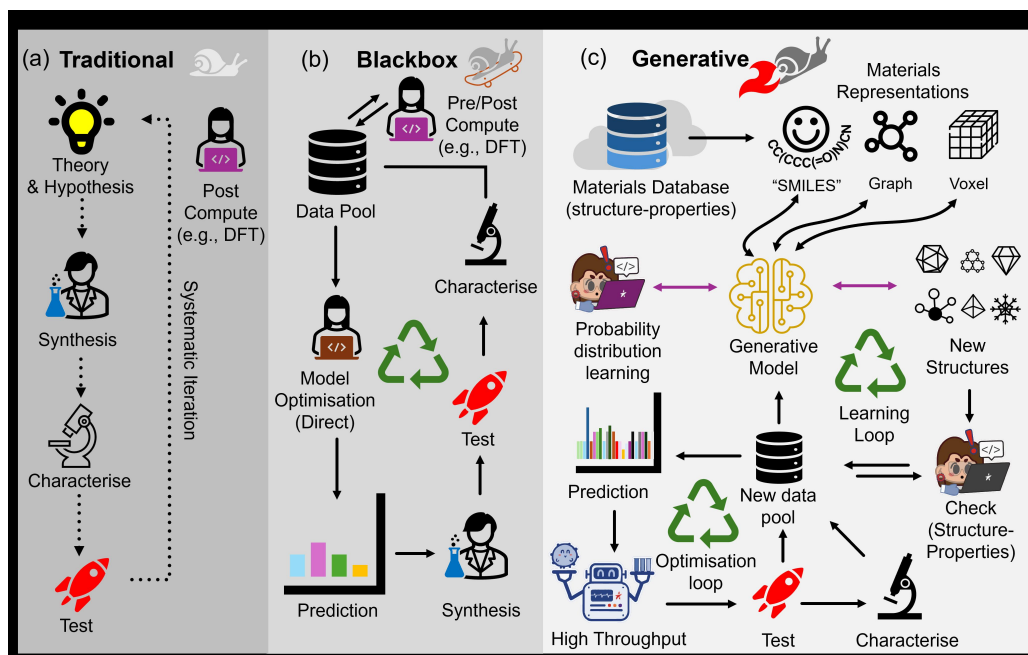 (a) Traditional
Theory
& Hypothesis
Post
Compute
(e.g., DFT)
Systematic Iteration
Synthesis
Characterise
Test
(b) Blackbox
Pre/Post
Compute
(e.g., DFT)
Data Pool
Characterise
Model
Optimisation
(Direct)
Test
Prediction
Synthesis
(c) Generative
Materials
Representations
CC(CCC(=O)N)CN
Materials Database
(structure-properties)
“SMILES”
Graph
Voxel
Probability
distribution
learning
Generative
Model
New
Structures
Learning
Loop
Prediction
New data
pool
Check
(Structure-
Properties)
Optimisation
loop
High Throughput
Test
Characterise